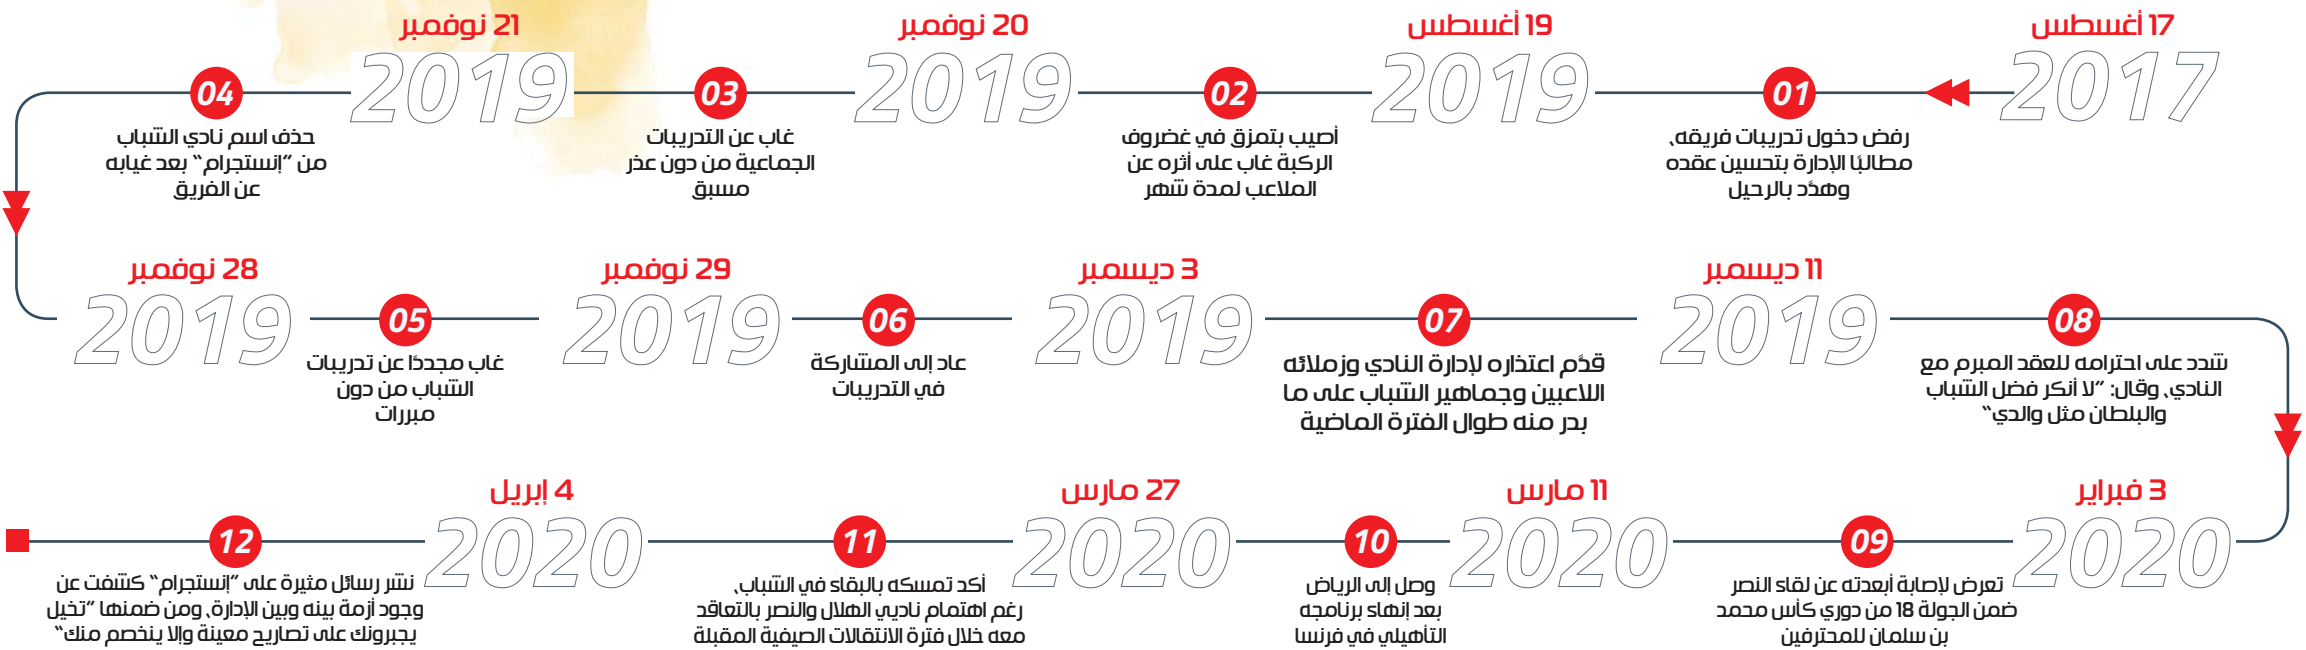 17 أغسطس
2017
01
رفض دخول تدريبات فريقه،
مطالبًا الإدارة بتحسين عقده
وهدّد بالرحيل
19 أغسطس
2019
02
أصيب بتمزق في غضروف
الركبة غاب على أثره عن
الملاعب لمدة شهر
20 نوفمبر
2019
03
غاب عن التدريبات
الجماعية من دون عذر
مسبق
21 نوفمبر
2019
04
حذف اسم نادي الشباب
من “إنستجرام” بعد غيابه
عن الفريق
28 نوفمبر
2019
05
غاب مجددًا عن تدريبات
الشباب من دون
مبررات
29 نوفمبر
2019
06
عاد إلى المشاركة
في التدريبات
3 ديسمبر
2019
07
قدّم اعتذاره لإدارة النادي وزملائه
اللاعبين وجماهير الشباب على ما
بدر منه طوال الفترة الماضية
11 ديسمبر
2019
08
شدد على احترامه للعقد المبرم مع
النادي، وقال: “لا أنكر فضل الشباب
والبلطان مثل والدي”
3 فبراير
2020
09
تعرض لإصابة أبعدته عن لقاء النصر
ضمن الجولة 18 من دوري كأس محمد
بن سلمان للمحترفين
11 مارس
2020
10
وصل إلى الرياض
بعد إنهاء برنامجه
التأهيلي في فرنسا
27 مارس
2020
11
أكد تمسكه بالبقاء في الشباب،
رغم اهتمام ناديي الهلال والنصر بالتعاقد
معه خلال فترة الانتقالات الصيفية المقبلة
4 إبريل
2020
12
نشر رسائل مثيرة على “إنستجرام” كشفت عن
وجود أزمة بينه وبين الإدارة، ومن ضمنها “تخيل
يجبرونك على تصاريح معينة وإلا ينخصم منك”